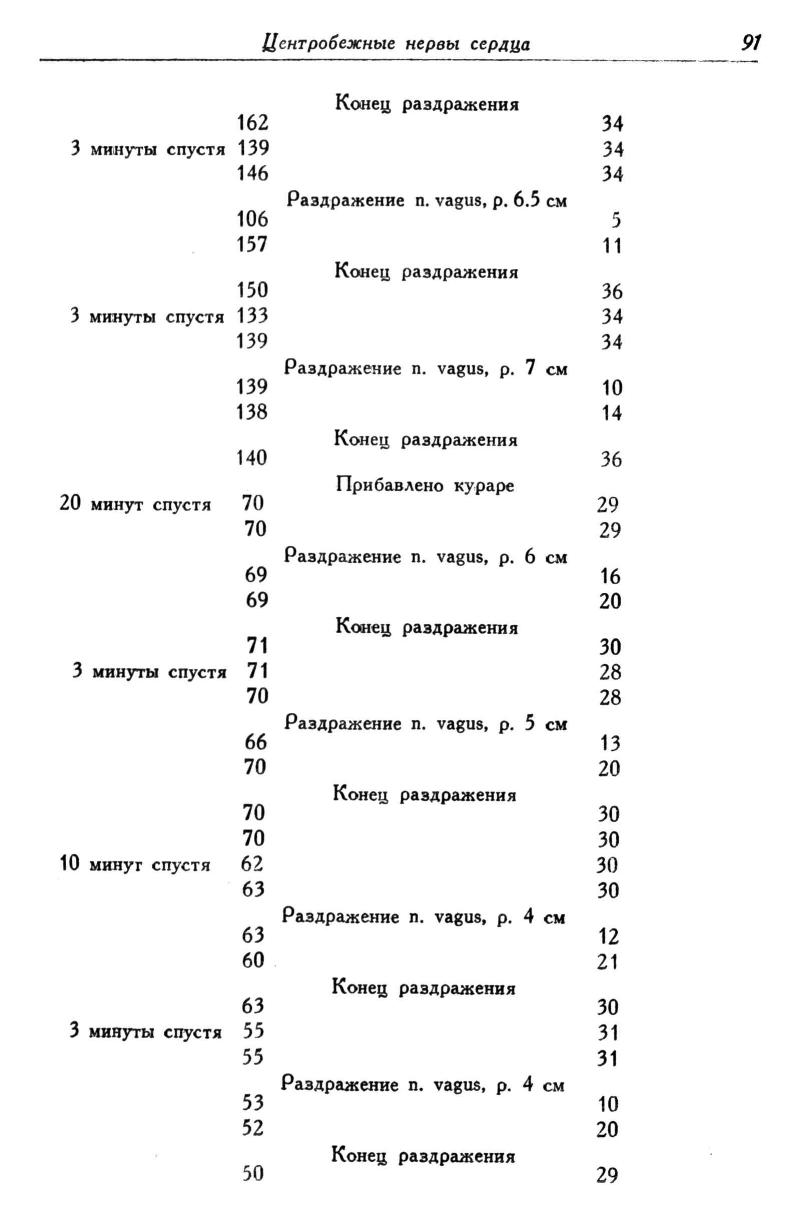 Центробежные нервы сердца 91
Конец раздражения
162 34
3 минуты спустя 139 34
146 34
Раздражение n. vagus, р. 6.5 см
106 5
157 11
Конец раздражения
150 36
3 минуты спустя 133 34
139 34
Раздражение n. vagus, р. 7 см
139 10
138 14
Конец раздражения
140 36
Прибавлено кураре
20 минут спустя 70 29
70 29
Раздражение n. vagus, р. 6 см
69 16
69 20
Конец раздражения
71 30
3 минуты спустя 71 28
70 28
Раздражение n. vagus, р. 5 см
66 13
70 20
Конец раздражения
70 30
70 30
10 минут спустя 62 30
63 30
Раздражение n. vagus, р. 4 см
63 12
60 21
Конец раздражения
63 30
3 минуты спустя 55 31
55 31
Раздражение n. vagus, р. 4 см
53 10
52 20
Конец раздражения
50 29